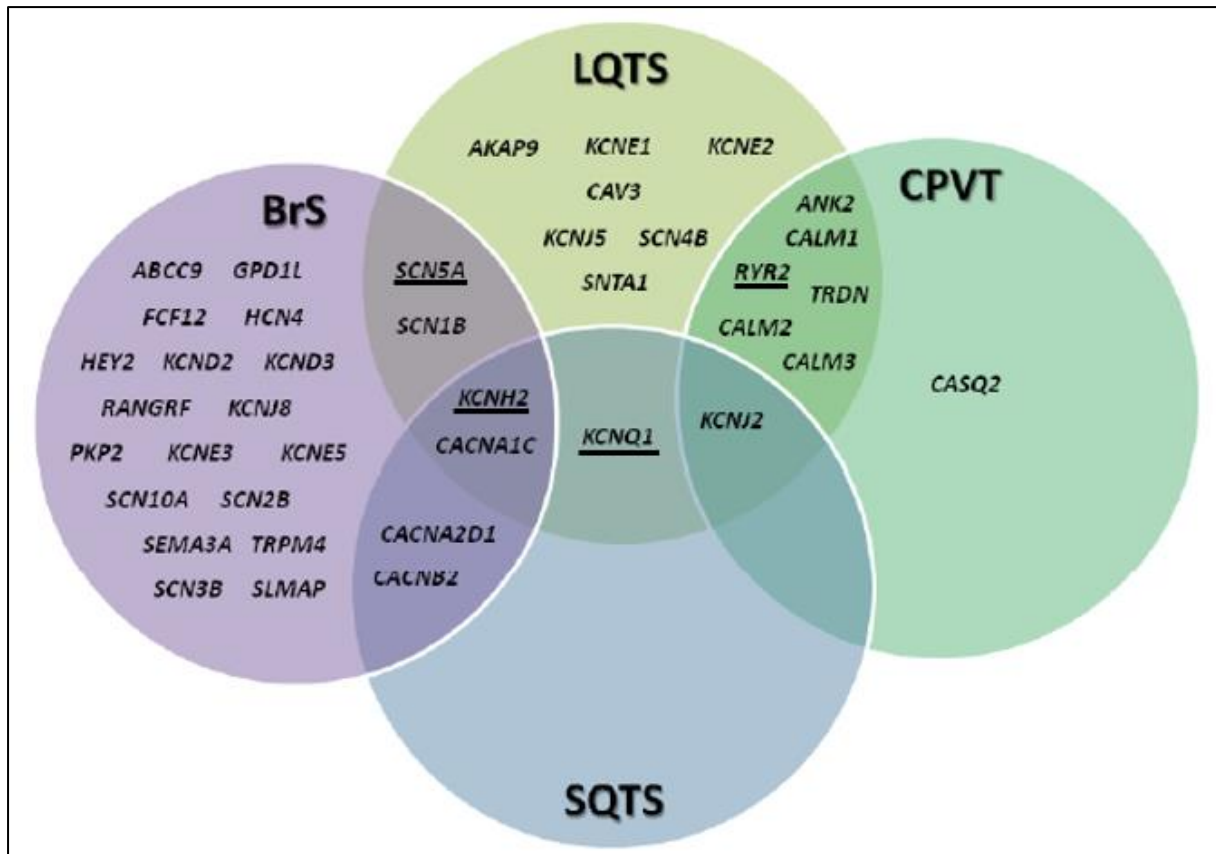 LQTS
AKAP9 KCNE1 KCNE2
CAV3
KCNJ5 SCN4B
SNTA1
CPVT
ANK2
CALM1
RYR2
TRDN
CALM2
CALM3
CASQ2
BrS
ABCC9 GPD1L
FCF12 HCN4
HEY2 KCND2 KCND3
RANGRF KCNJ8
PKP2 KCNE3 KCNE5
SCN10A SCN2B
SEMA3A TRPM4
SCN3B SLMAP
SCN5A
SCN1B
KCNH2
CACNA1C
KCNQ1
KCNJ2
CACNA2D1
CACNB2
SQTS